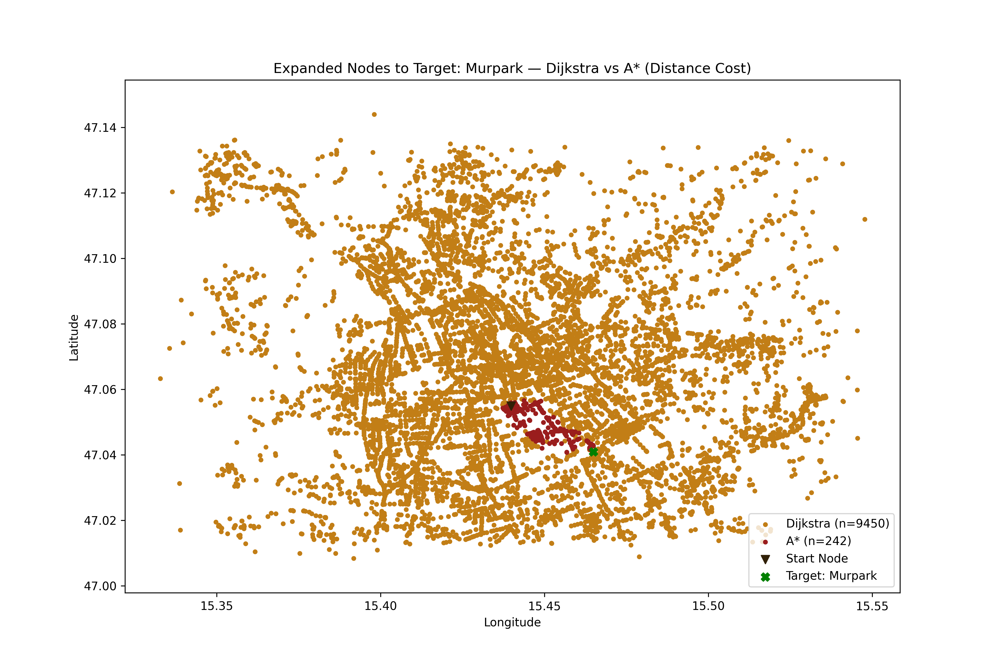 Expanded Nodes to Target: Murpark — Dijkstra vs A* (Distance Cost)
Latitude
47.14
47.12
47.10
47.08
47.06
47.04
47.02
47.00
15.35
15.40
15.45
15.50
15.55
Longitude
Dijkstra (n=9450)
A* (n=242)
Start Node
Target: Murpark